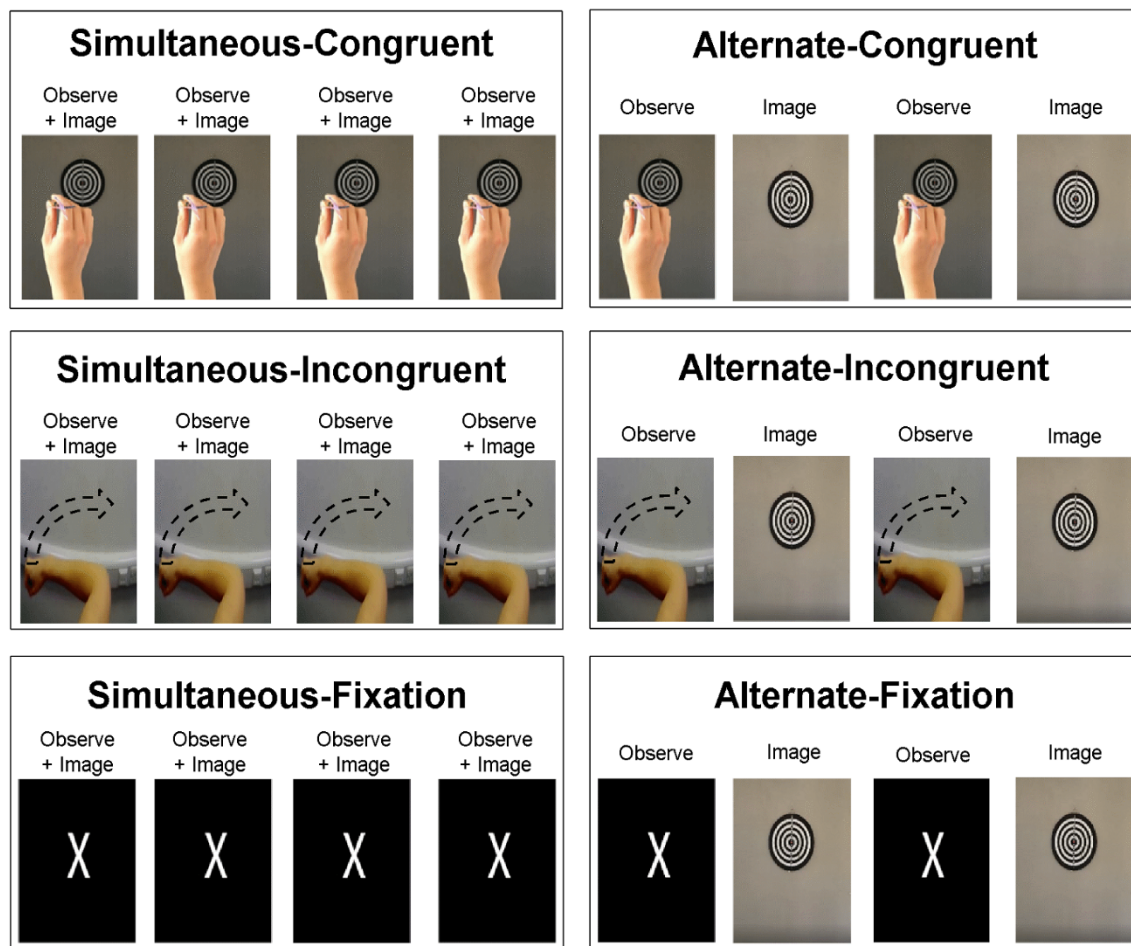 Simultaneous-Congruent
Observe + Image
Observe + Image
Observe + Image
Observe + Image
Alternate-Congruent
Observe
Image
Observe
Image
Simultaneous-Incongruent
Observe + Image
Observe + Image
Observe + Image
Observe + Image
Alternate-Incongruent
Observe
Image
Observe
Image
Simultaneous-Fixation
Observe + Image
Observe + Image
Observe + Image
Observe + Image
X
X
X
X
Alternate-Fixation
Observe
Image
Observe
Image
X
X